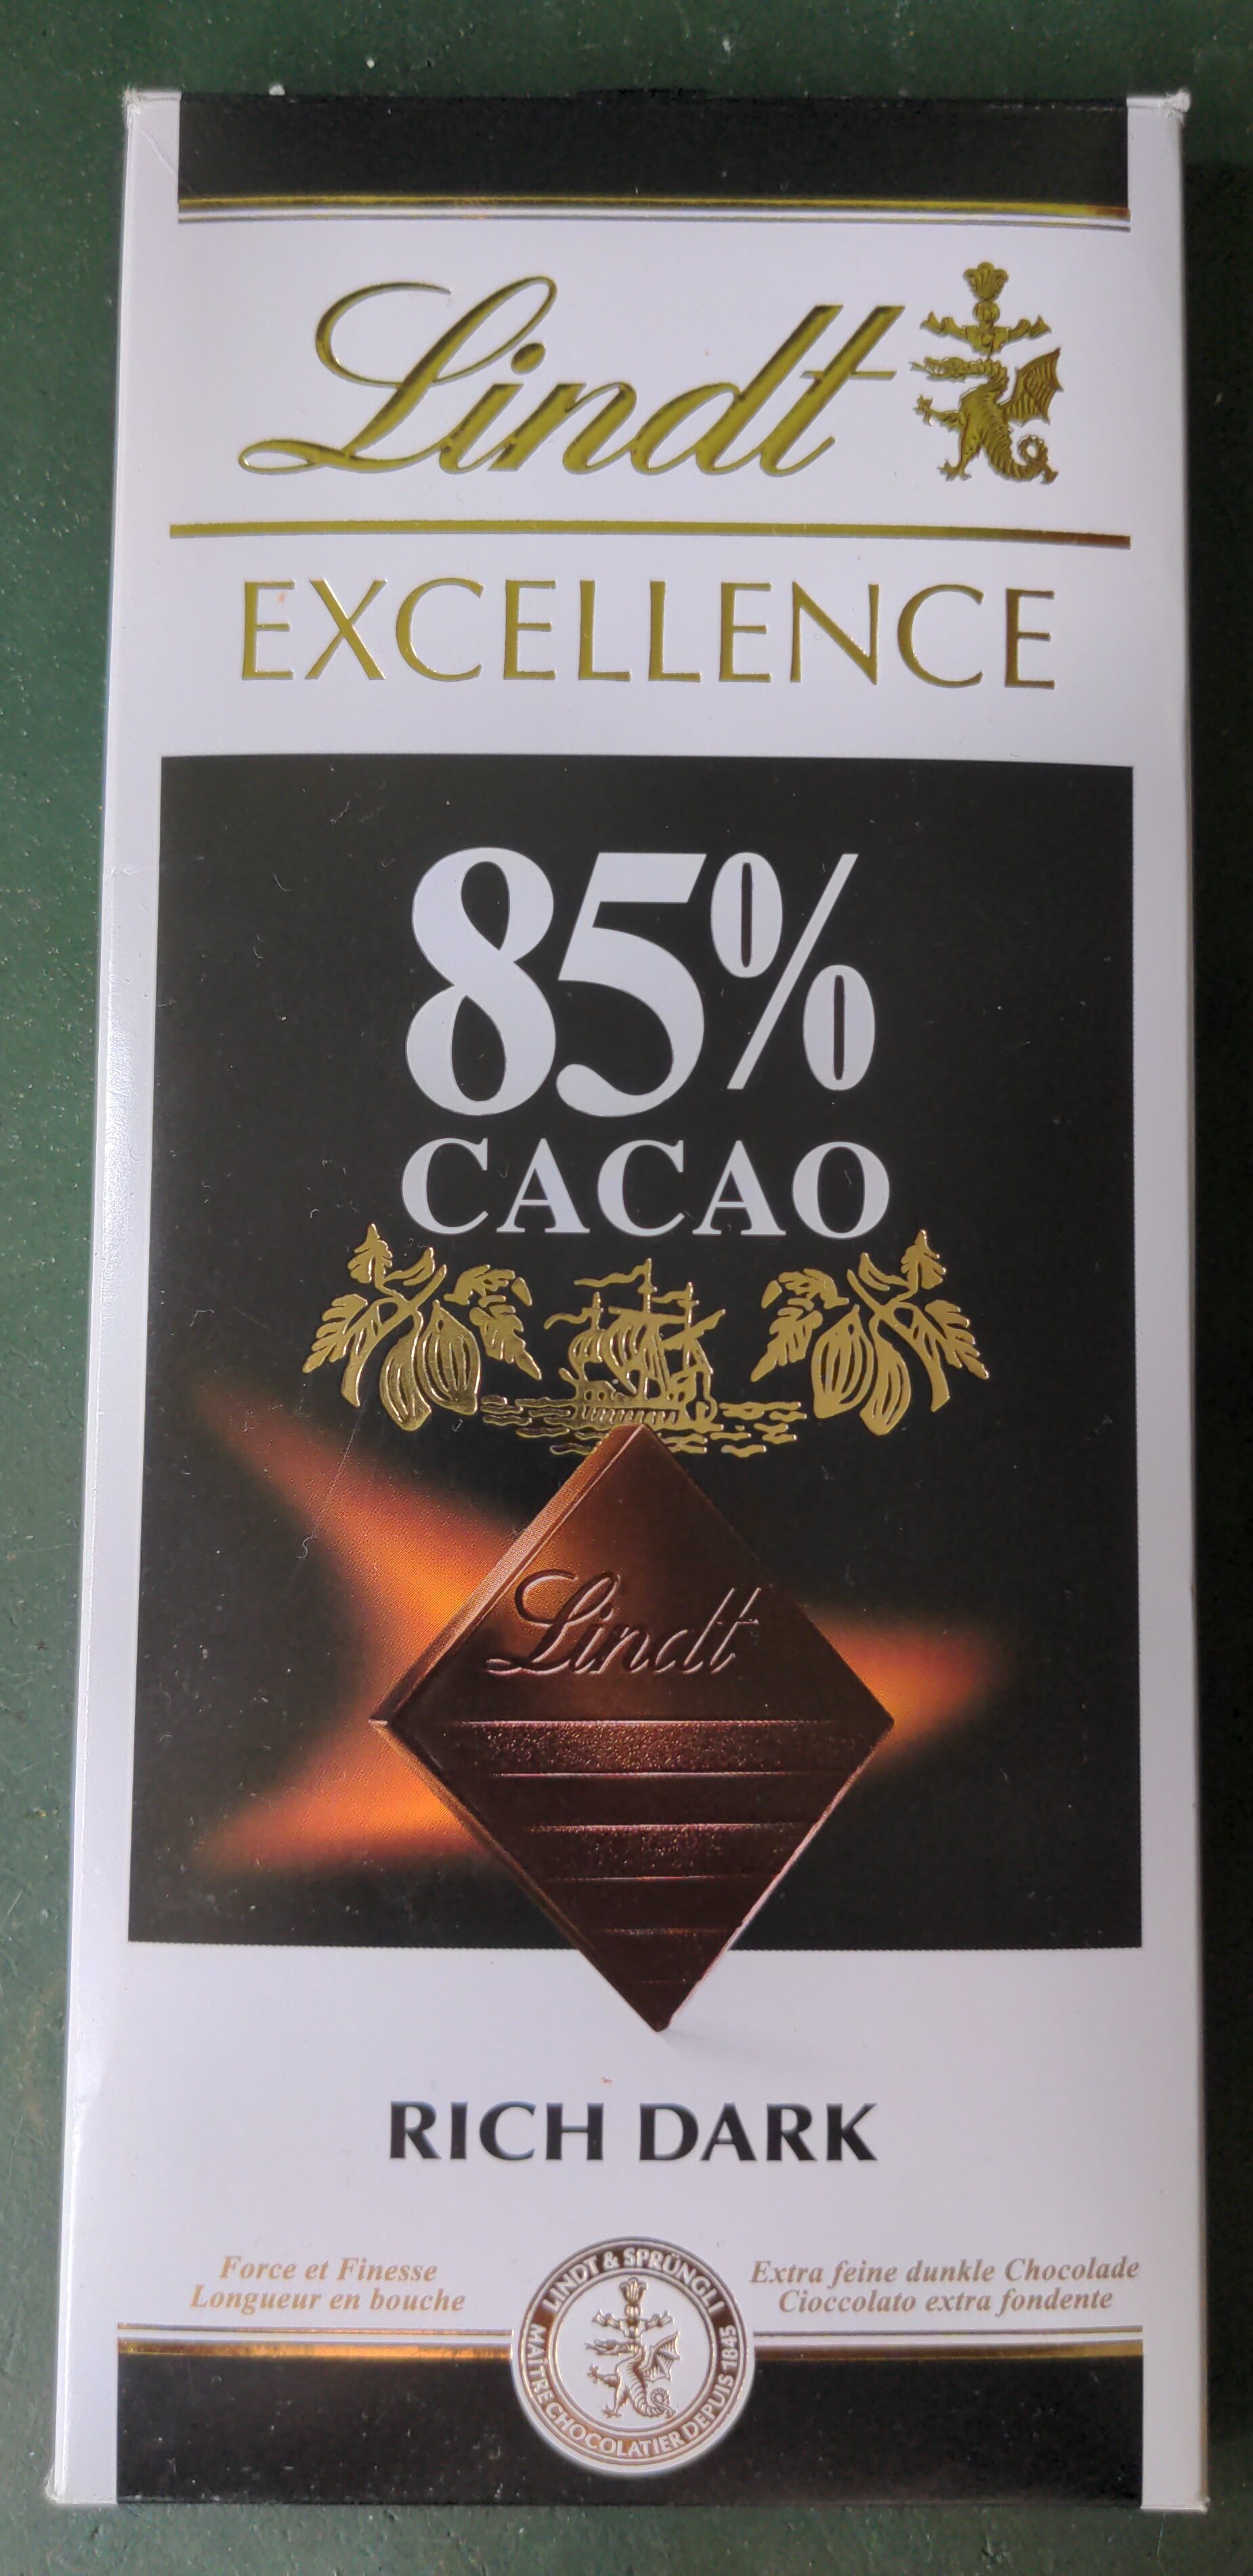 Lindt
EXCELLENCE
85%
CACAO
Lindt
RICH DARK
Force et Finesse
Longueur en bouche
Extra feine dunkle Chocolade
Cioccolato extra fondente
LINDT & SPRÜNGLI
MAÎTRE CHOCOLATIER DEPUIS 1845